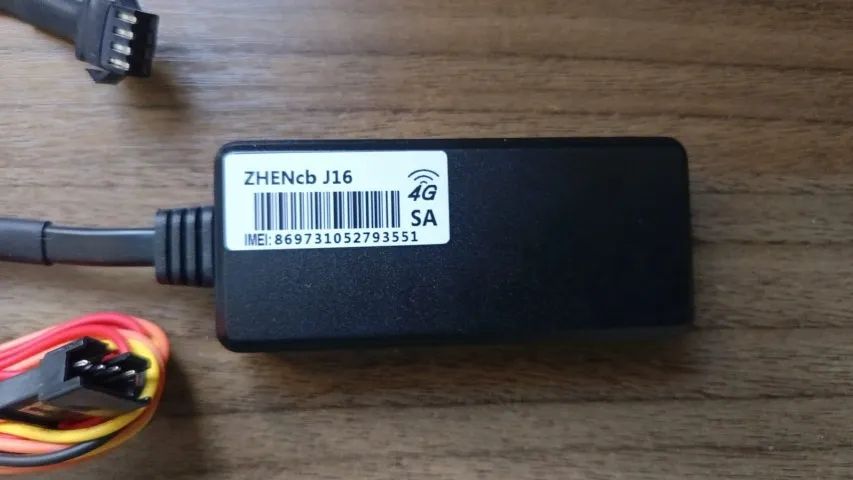 ZHENcb J16
4G
SA
IMEI: 869731052793551